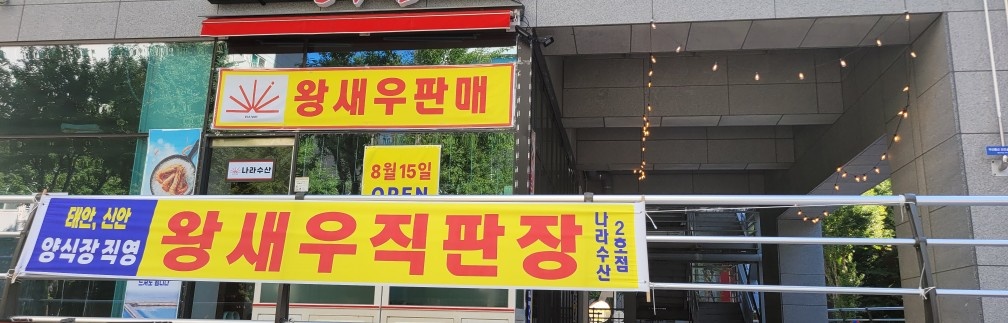 왕새우판매
나라수산
8월 15일
OPEN
태안, 신안
양식장 직영
왕새우직판장
나라수산
2호점